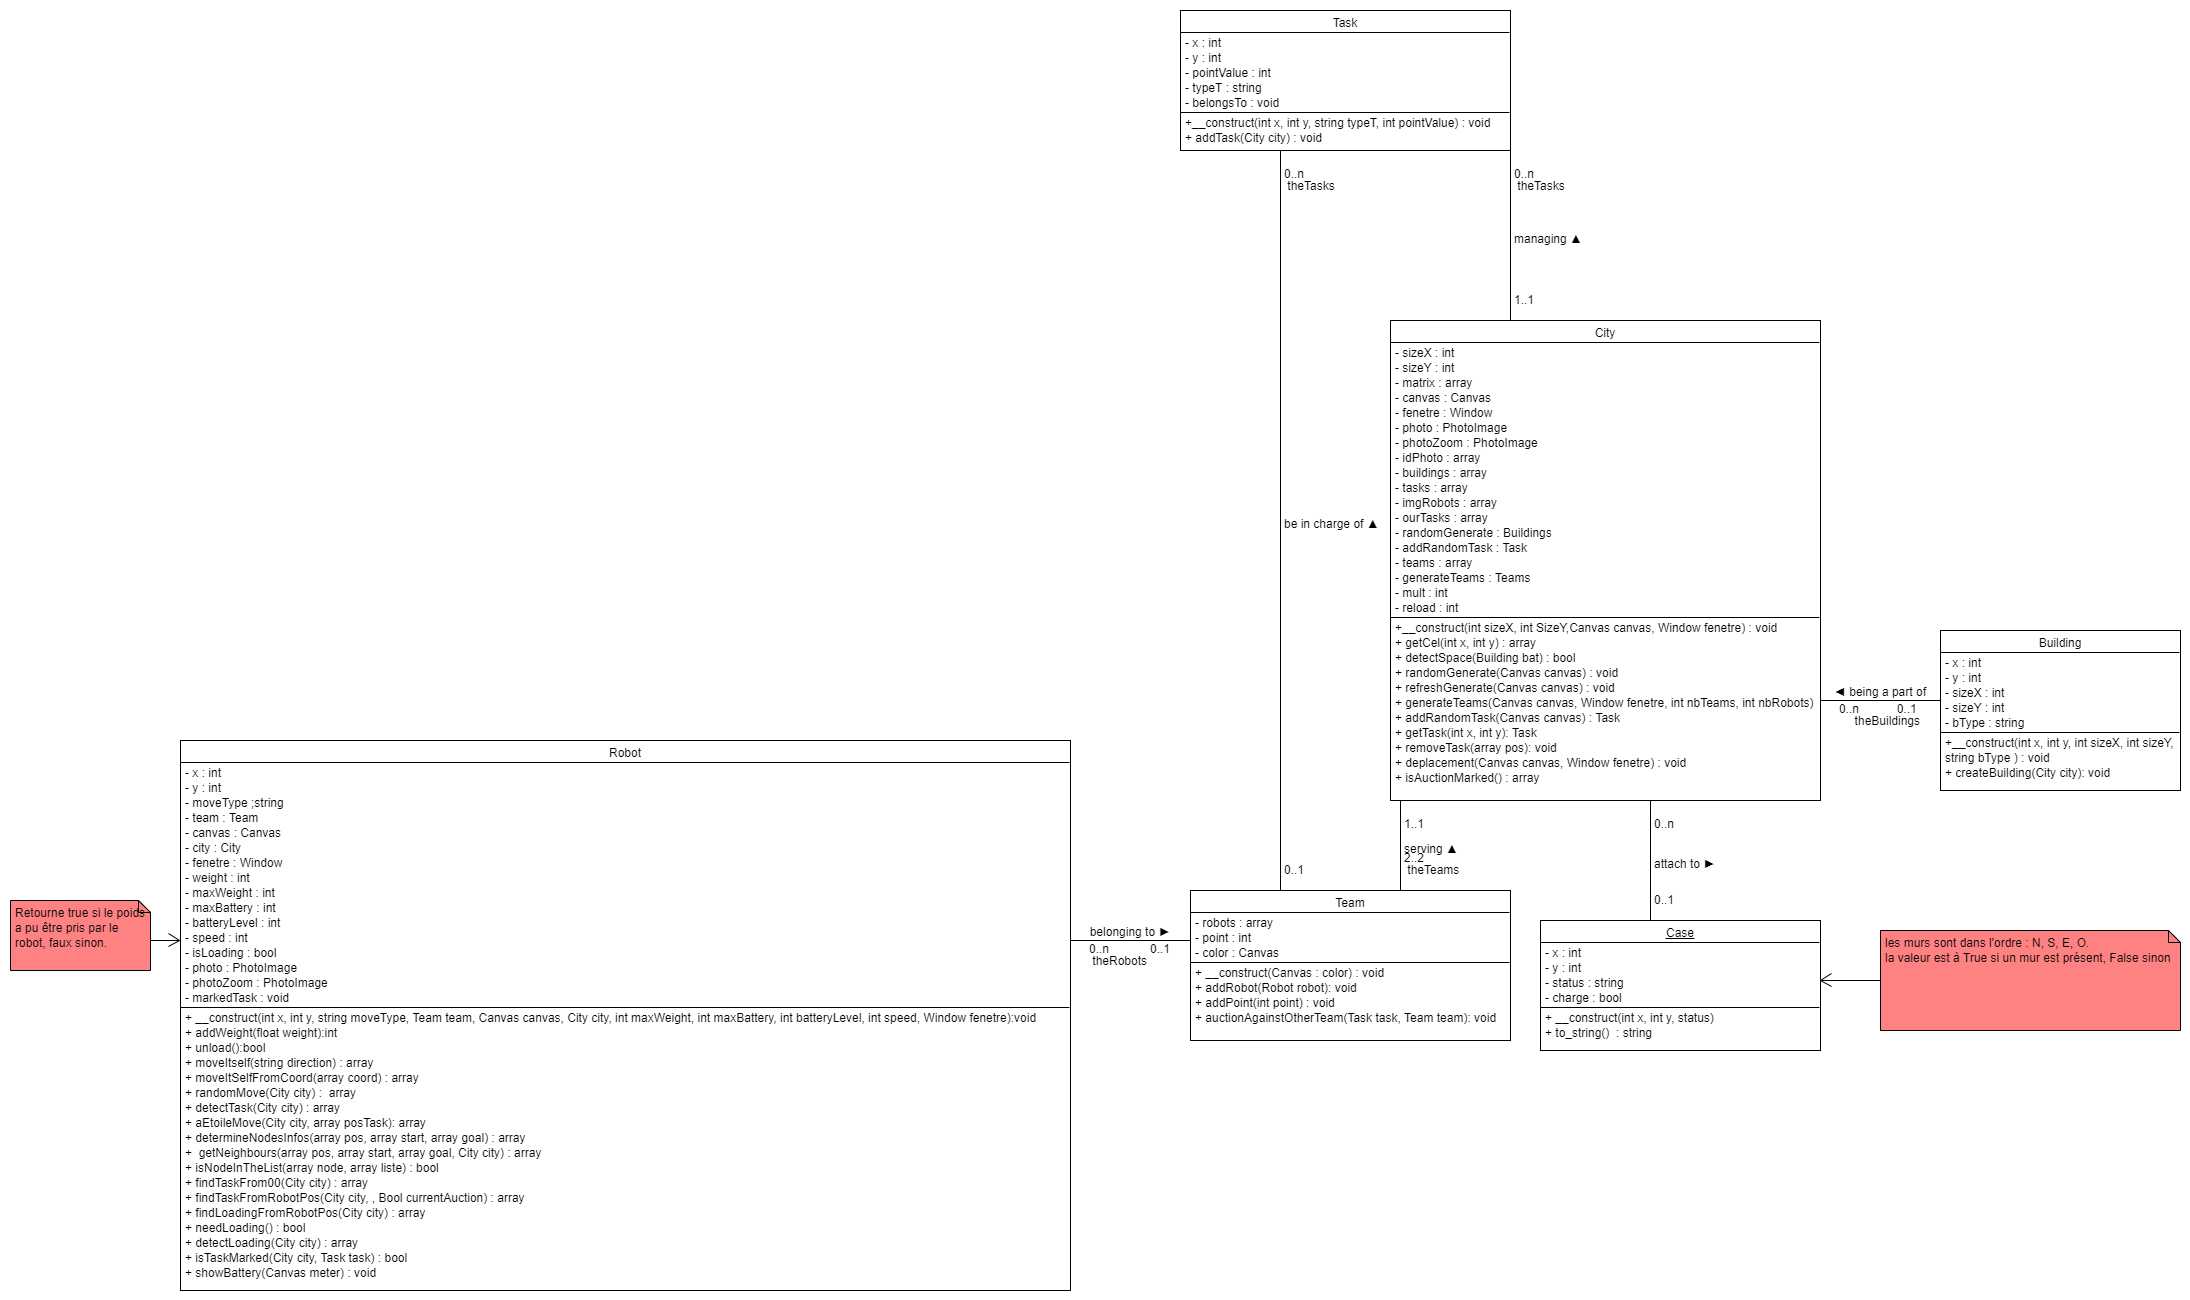 Task
- x : int
- y : int
- pointValue : int
- typeT : string
- belongsTo : void
+__construct(int x, int y, string typeT, int pointValue) : void
+ addTask(City city) : void
0..n
theTasks
0..n
theTasks
managing ▲
1..1
City
- sizeX : int
- sizeY : int
- matrix : array
- canvas : Canvas
- fenetre : Window
- photo : PhotoImage
- photoZoom : PhotoImage
- idPhoto : array
- buildings : array
- tasks : array
- imgRobots : array
- ourTasks : array
- randomGenerate : Buildings
- addRandomTask : Task
- teams : array
- generateTeams : Teams
- mult : int
- reload : int
+__construct(int sizeX, int SizeY,Canvas canvas, Window fenetre) : void
+ getCel(int x, int y) : array
+ detectSpace(Building bat) : bool
+ randomGenerate(Canvas canvas) : void
+ refreshGenerate(Canvas canvas) : void
+ generateTeams(Canvas canvas, Window fenetre, int nbTeams, int nbRobots)
+ addRandomTask(Canvas canvas) : Task
+ getTask(int x, int y): Task
+ removeTask(array pos): void
+ deplacement(Canvas canvas, Window fenetre) : void
+ isAuctionMarked() : array
be in charge of ▲
0..1
◄ being a part of
0..n
0..1
theBuildings
Building
- x : int
- y : int
- sizeX : int
- sizeY : int
- bType : string
+__construct(int x, int y, int sizeX, int sizeY,
string bType ) : void
+ createBuilding(City city): void
1..1
serving ▲
2..2
theTeams
0..n
attach to ►
0..1
Retourne true si le poids
a pu être pris par le
robot, faux sinon.
Robot
- x : int
- y : int
- moveType ;string
- team : Team
- canvas : Canvas
- city : City
- fenetre : Window
- weight : int
- maxWeight : int
- maxBattery : int
- batteryLevel : int
- speed : int
- isLoading : bool
- photo : PhotoImage
- photoZoom : PhotoImage
- markedTask : void
+ __construct(int x, int y, string moveType, Team team, Canvas canvas, City city, int maxWeight, int maxBattery, int batteryLevel, int speed, Window fenetre):void
+ addWeight(float weight):int
+ unload():bool
+ moveItself(string direction) : array
+ moveItSelfFromCoord(array coord) : array
+ randomMove(City city) :  array
+ detectTask(City city) : array
+ aEtoileMove(City city, array posTask): array
+ determineNodesInfos(array pos, array start, array goal) : array
+  getNeighbours(array pos, array start, array goal, City city) : array
+ isNodeInTheList(array node, array liste) : bool
+ findTaskFrom00(City city) : array
+ findTaskFromRobotPos(City city, , Bool currentAuction) : array
+ findLoadingFromRobotPos(City city) : array
+ needLoading() : bool
+ detectLoading(City city) : array
+ isTaskMarked(City city, Task task) : bool
+ showBattery(Canvas meter) : void
belonging to ►
0..n
0..1
theRobots
Team
- robots : array
- point : int
- color : Canvas
+ __construct(Canvas : color) : void
+ addRobot(Robot robot): void
+ addPoint(int point) : void
+ auctionAgainstOtherTeam(Task task, Team team): void
Case
- x : int
- y : int
- status : string
- charge : bool
+ __construct(int x, int y, status)
+ to_string()  : string
les murs sont dans l'ordre : N, S, E, O.
la valeur est à True si un mur est présent, False sinon